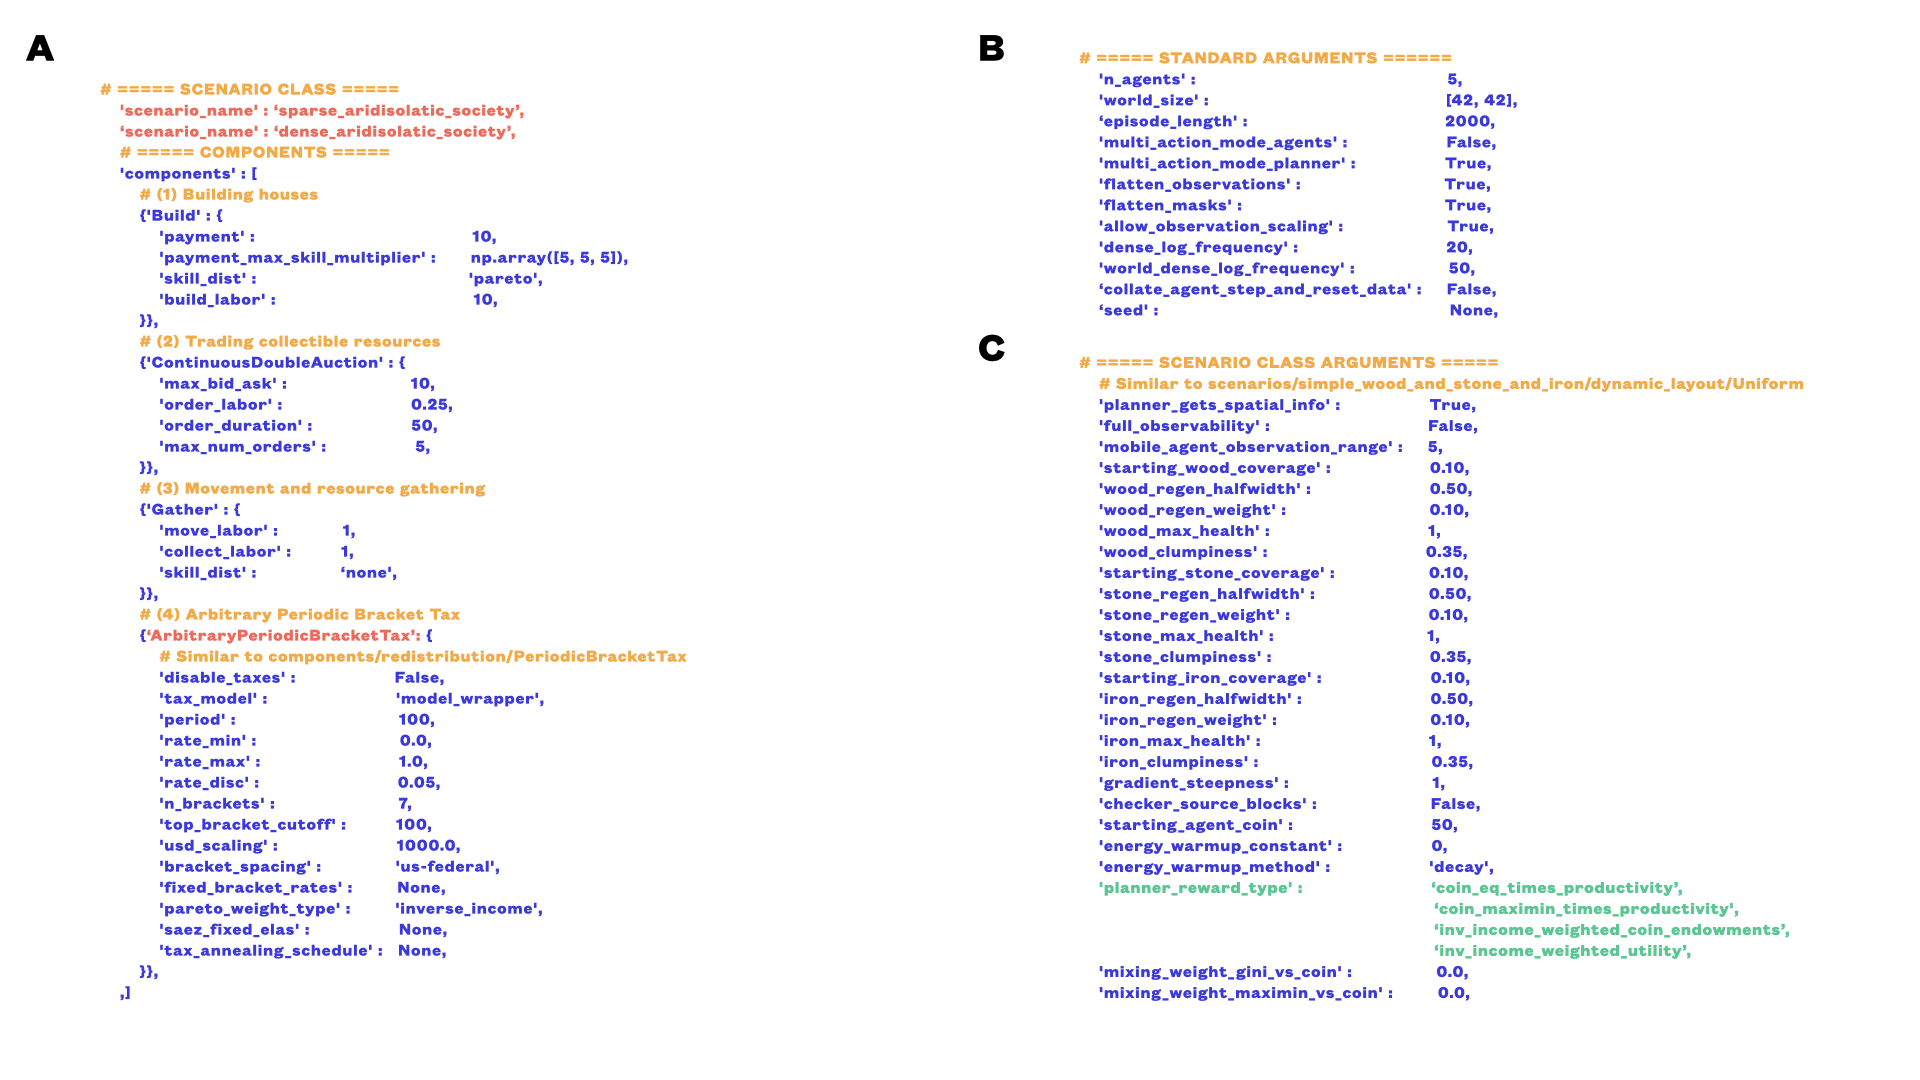 A
# ===== SCENARIO CLASS =====
'scenario_name' : ‘sparse_aridisolatic_society’,
‘scenario_name' : ‘dense_aridisolatic_society’,
# ===== COMPONENTS =====
'components' : [
# (1) Building houses
{'Build' : {
'payment' : 10,
'payment_max_skill_multiplier' : np.array([5, 5, 5]),
'skill_dist' : 'pareto',
'build_labor' : 10,
}},
# (2) Trading collectible resources
{'ContinuousDoubleAuction' : {
'max_bid_ask' : 10,
'order_labor' : 0.25,
'order_duration' : 50,
'max_num_orders' : 5,
}},
# (3) Movement and resource gathering
{'Gather' : {
'move_labor' : 1,
'collect_labor' : 1,
'skill_dist' : ‘none',
}},
# (4) Arbitrary Periodic Bracket Tax
{‘ArbitraryPeriodicBracketTax’: {
# Similar to components/redistribution/PeriodicBracketTax
'disable_taxes' : False,
'tax_model' : 'model_wrapper',
'period' : 100,
'rate_min' : 0.0,
'rate_max' : 1.0,
'rate_disc' : 0.05,
'n_brackets' : 7,
'top_bracket_cutoff' : 100,
'usd_scaling' : 1000.0,
'bracket_spacing' : 'us-federal',
'fixed_bracket_rates' : None,
'pareto_weight_type' : 'inverse_income',
'saez_fixed_elas' : None,
'tax_annealing_schedule' : None,
}},
,]
B
# ===== STANDARD ARGUMENTS ======
'n_agents' : 5,
'world_size' : [42, 42],
‘episode_length' : 2000,
'multi_action_mode_agents' : False,
'multi_action_mode_planner' : True,
'flatten_observations' : True,
'flatten_masks' : True,
'allow_observation_scaling' : True,
'dense_log_frequency' : 20,
'world_dense_log_frequency' : 50,
‘collate_agent_step_and_reset_data' : False,
‘seed' : None,
C
# ===== SCENARIO CLASS ARGUMENTS =====
# Similar to scenarios/simple_wood_and_stone_and_iron/dynamic_layout/Uniform
'planner_gets_spatial_info' : True,
'full_observability' : False,
'mobile_agent_observation_range' : 5,
'starting_wood_coverage' : 0.10,
'wood_regen_halfwidth' : 0.50,
'wood_regen_weight' : 0.10,
'wood_max_health' : 1,
'wood_clumpiness' : 0.35,
'starting_stone_coverage' : 0.10,
'stone_regen_halfwidth' : 0.50,
'stone_regen_weight' : 0.10,
'stone_max_health' : 1,
'stone_clumpiness' : 0.35,
'starting_iron_coverage' : 0.10,
'iron_regen_halfwidth' : 0.50,
'iron_regen_weight' : 0.10,
'iron_max_health' : 1,
'iron_clumpiness' : 0.35,
'gradient_steepness' : 1,
'checker_source_blocks' : False,
'starting_agent_coin' : 50,
'energy_warmup_constant' : 0,
'energy_warmup_method' : 'decay',
'planner_reward_type' : ‘coin_eq_times_productivity’,
‘coin_maximin_times_productivity',
‘inv_income_weighted_coin_endowments’,
‘inv_income_weighted_utility’,
'mixing_weight_gini_vs_coin' : 0.0,
'mixing_weight_maximin_vs_coin' : 0.0,